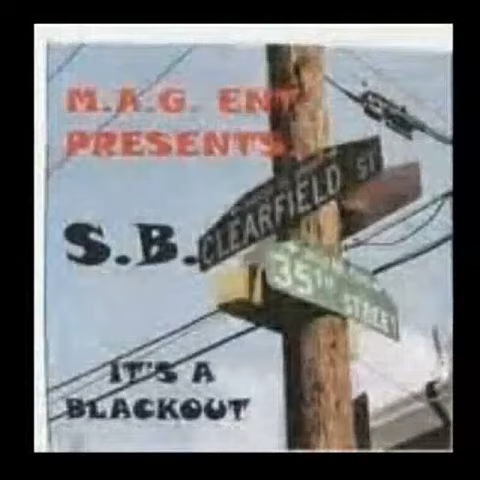 M.A.G. ENT
PRESENTS
S.B.
CLEARFIELD ST
35TH STREET
IT'S A
BLACKOUT